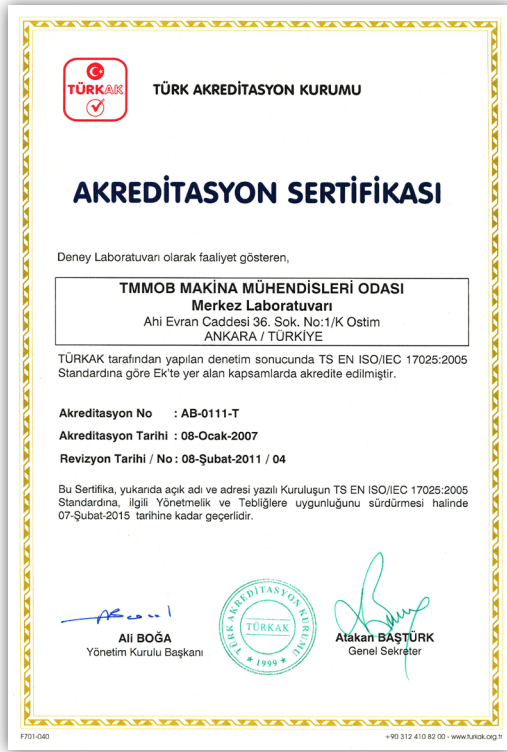 TÜRKAK
TÜRK AKREDİTASYON KURUMU
AKREDİTASYON SERTİFİKASI
Deney Laboratuvarı olarak faaliyet gösteren,
TMMOB MAKİNA MÜHENDİSLERİ ODASI
Merkez Laboratuvarı
Ahi Evran Caddesi 36. Sok. No:1/K Ostim
ANKARA / TÜRKİYE
TÜRKAK tarafından yapılan denetim sonucunda TS EN ISO/IEC 17025:2005
Standardına göre Ek'te yer alan kapsamlarda akredite edilmiştir.
Akreditasyon No : AB-0111-T
Akreditasyon Tarihi : 08-Ocak-2007
Revizyon Tarihi / No : 08-Şubat-2011 / 04
Bu Sertifika, yukarıda açık adı ve adresi yazılı Kuruluşun TS EN ISO/IEC 17025:2005
Standardına, ilgili Yönetmelik ve Tebliğlere uygunluğunu sürdürmesi halinde
07-Şubat-2015 tarihine kadar geçerlidir.
TÜRK AKREDİTASYON KURUMU
TÜRKAK
* 1999 *
Ali BOĞA
Yönetim Kurulu Başkanı
Atakan BAŞTÜRK
Genel Sekreter
F701-040
+90 312 410 82 00 - www.turkak.org.tr